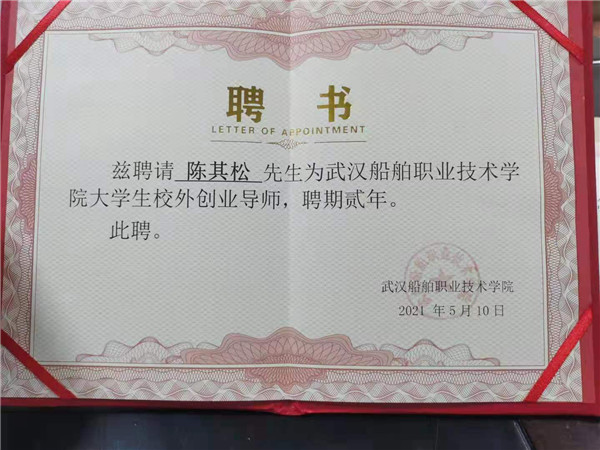 聘 书
LETTER OF APPOINTMENT
兹聘请 陈其松 先生为武汉船舶职业技术学
院大学生校外创业导师，聘期贰年。
此聘。
武汉船舶职业技术学院
2021 年 5 月 10 日